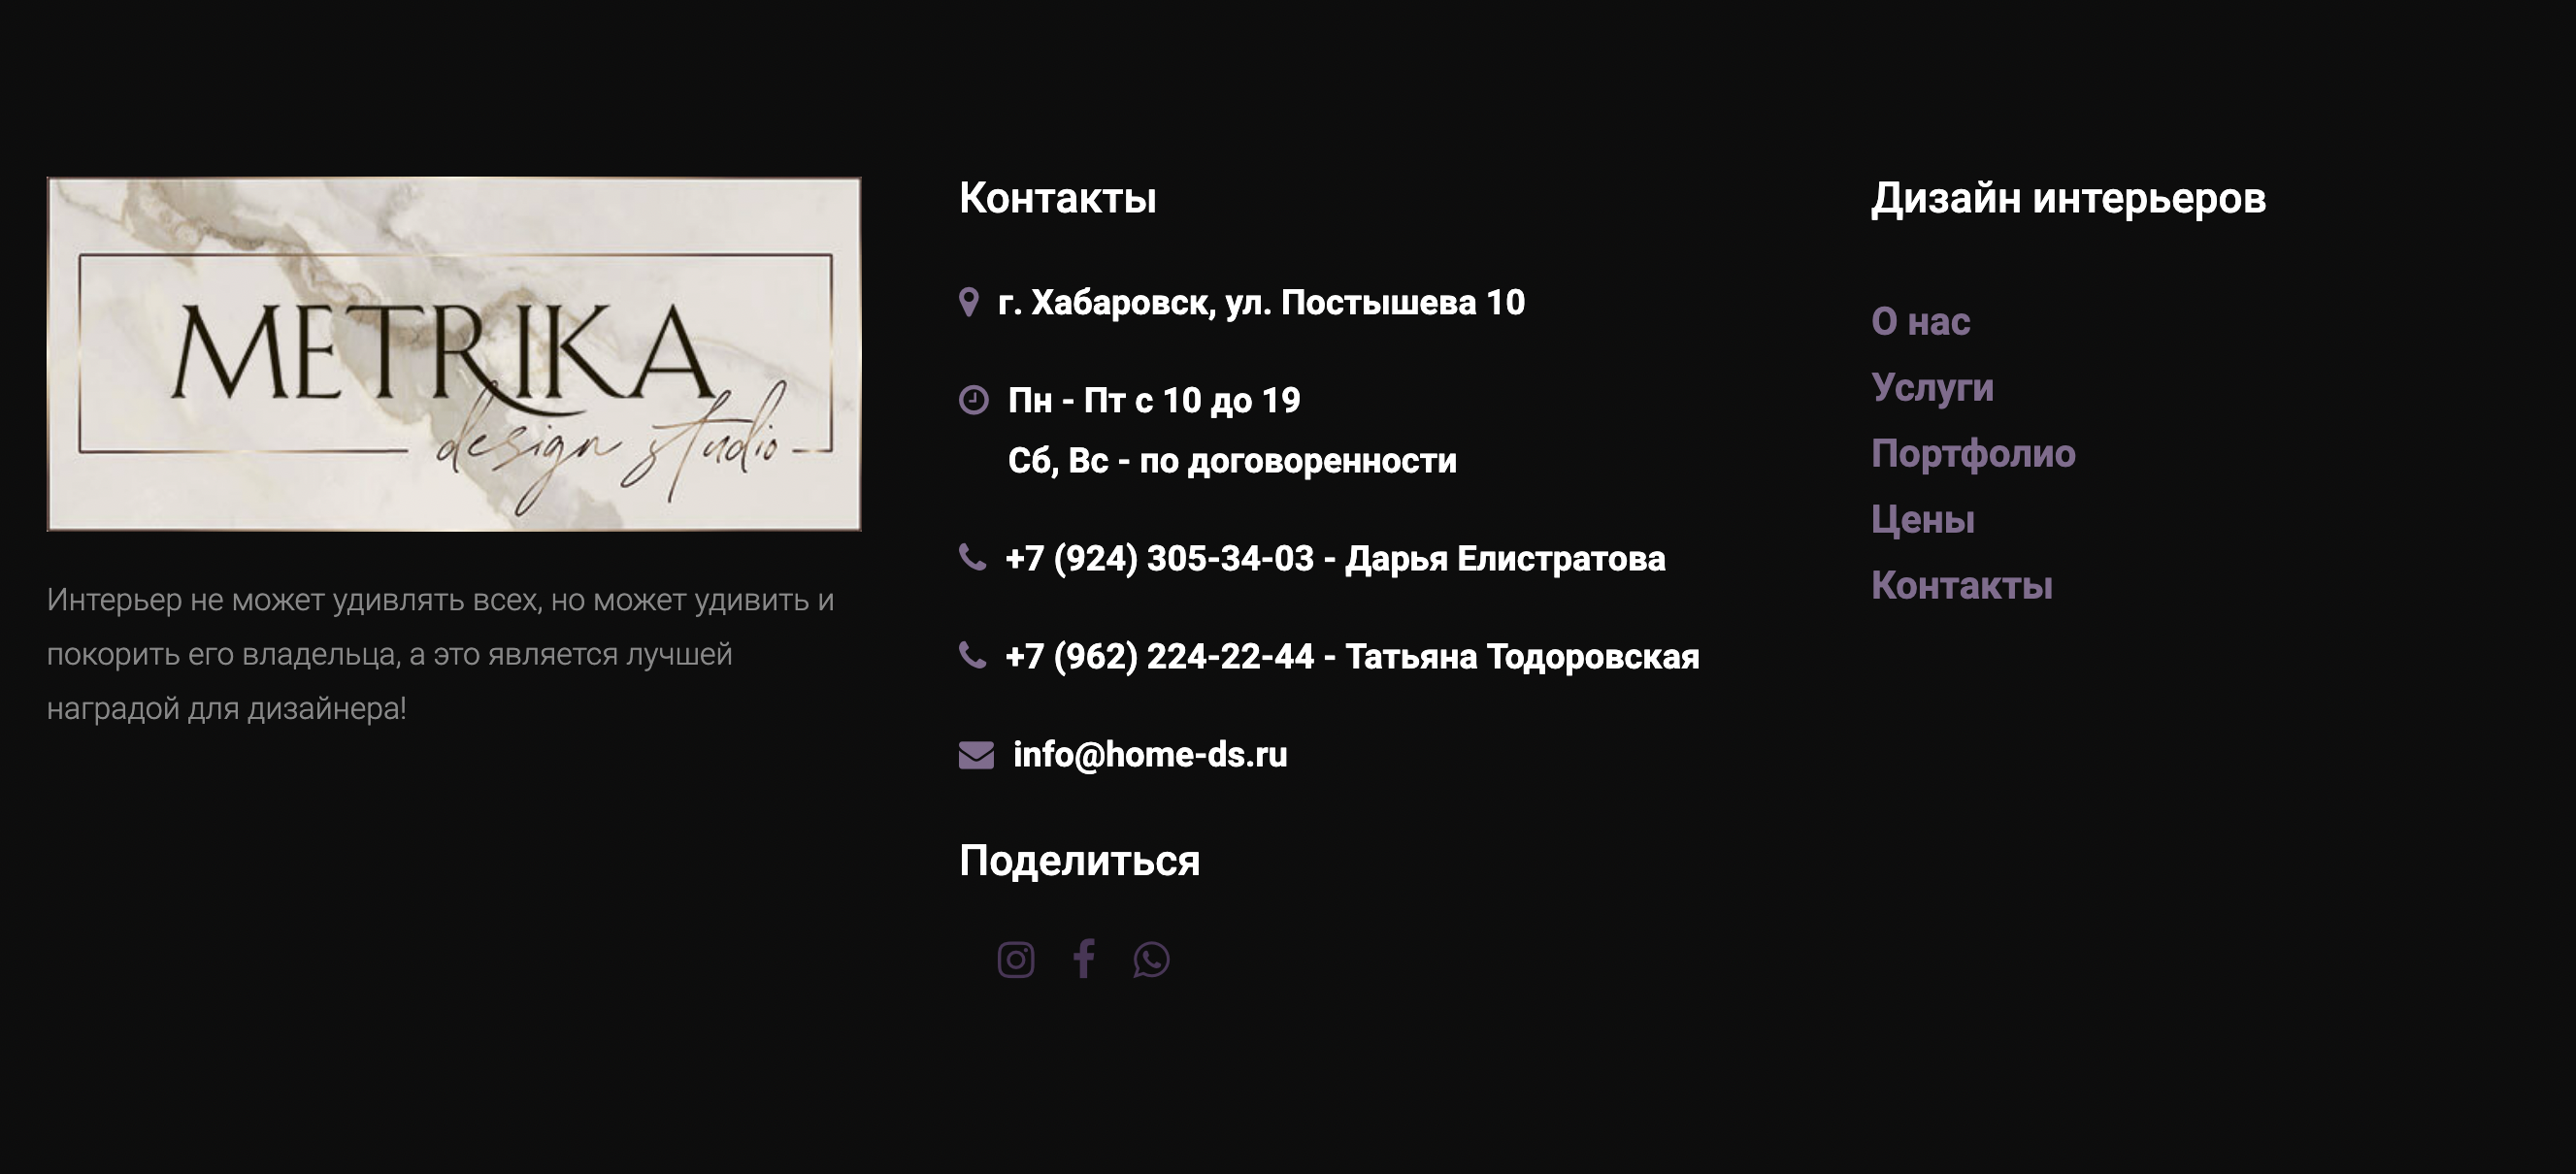 METRIKA
design studio
Интерьер не может удивлять всех, но может удивить и
покорить его владельца, а это является лучшей
наградой для дизайнера!
Контакты
г. Хабаровск, ул. Постышева 10
Пн - Пт с 10 до 19
Сб, Вс - по договоренности
+7 (924) 305-34-03 - Дарья Елистратова
+7 (962) 224-22-44 - Татьяна Тодоровская
info@home-ds.ru
Поделиться
Дизайн интерьеров
О нас
Услуги
Портфолио
Цены
Контакты